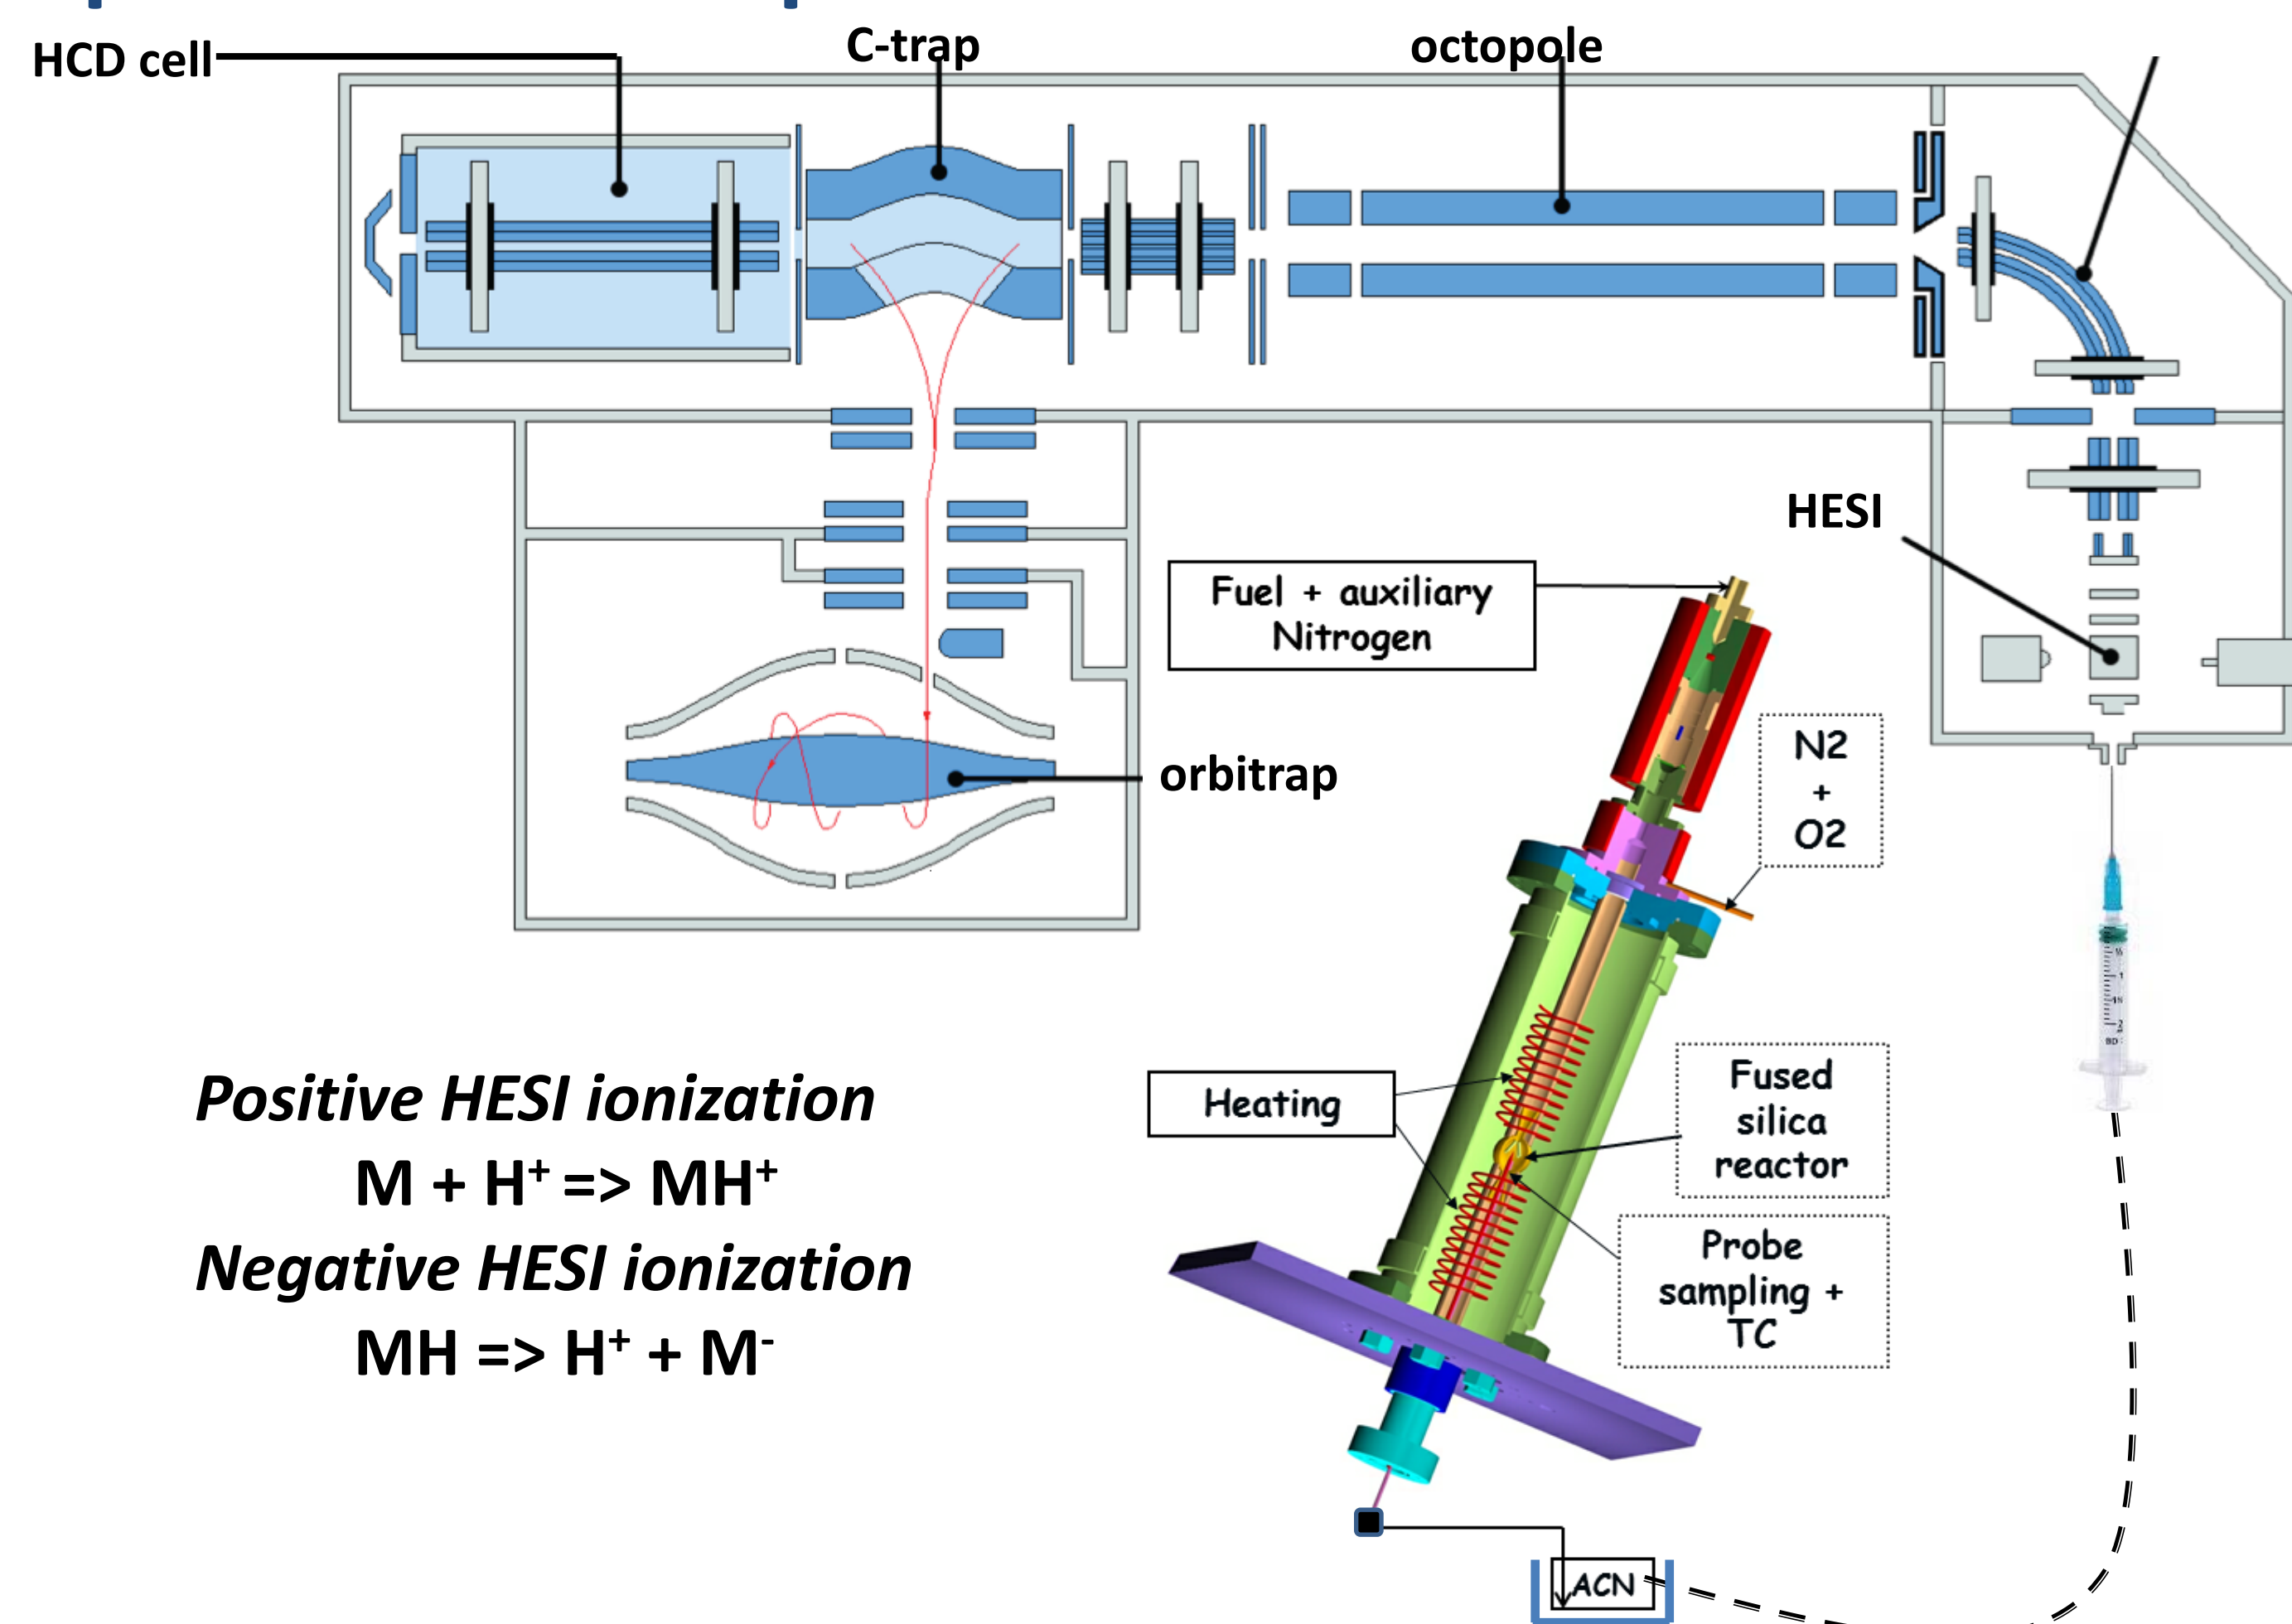 HCD cell
C-trap
octopole
HESI
Fuel + auxiliary
Nitrogen
N2
+
O2
orbitrap
Heating
Fused
silica
reactor
Probe
sampling +
TC
Positive HESI ionization
M + H⁺ => MH⁺
Negative HESI ionization
MH => H⁺ + M⁻
ACN